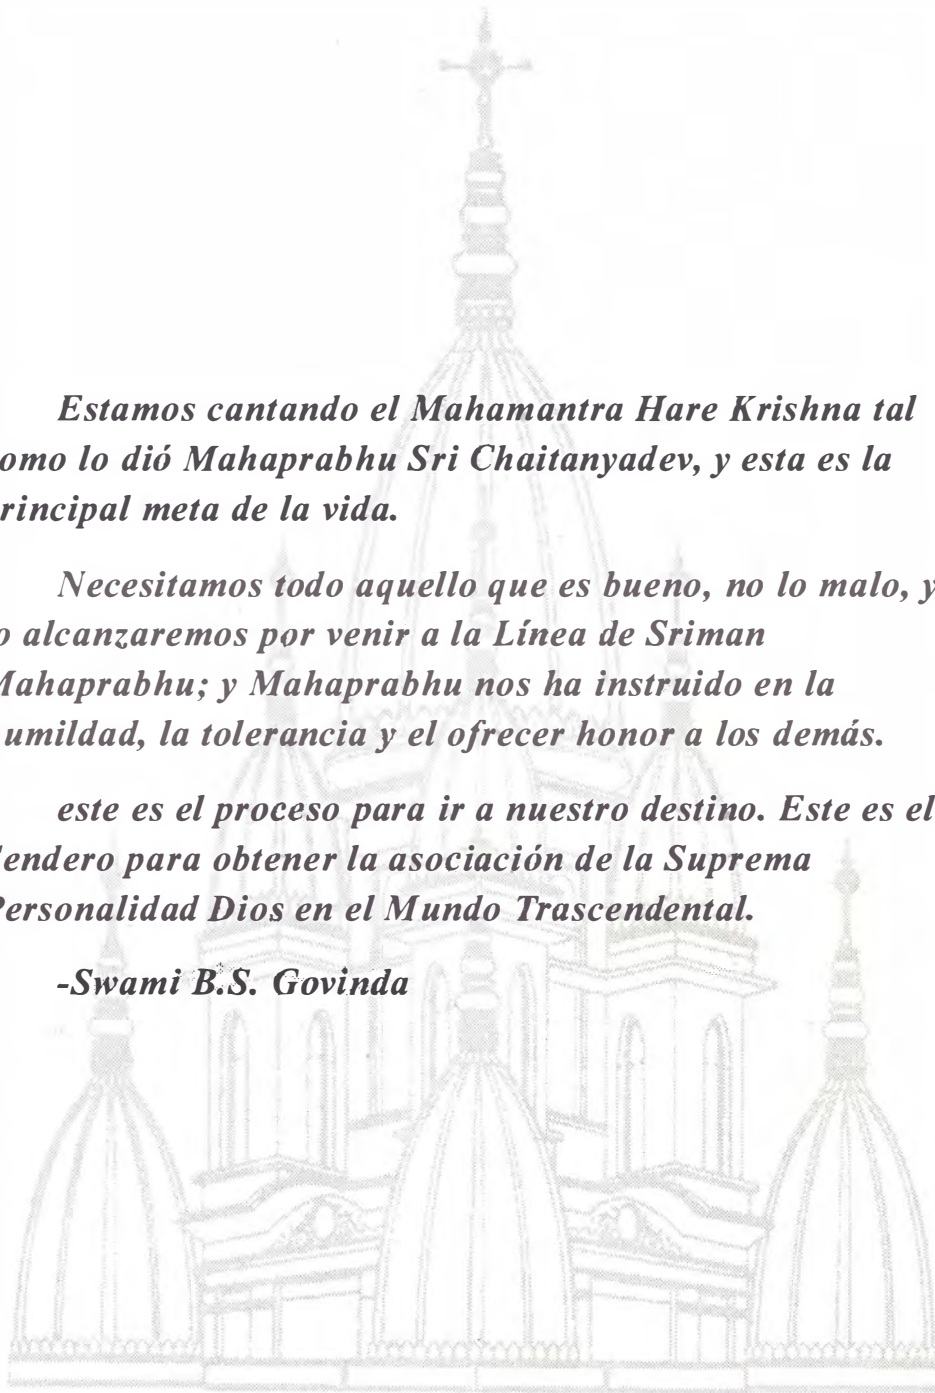 Estamos cantando el Mahamantra Hare Krishna tal
omo lo dió Mahaprabhu Sri Chaitanyadev, y esta es la
rincipal meta de la vida.
Necesitamos todo aquello que es bueno, no lo malo, y
o alcanzaremos por venir a la Línea de Sriman
Mahaprabhu; y Mahaprabhu nos ha instruido en la
umildad, la tolerancia y el ofrecer honor a los demás.
este es el proceso para ir a nuestro destino. Este es el
endero para obtener la asociación de la Suprema
Personalidad Dios en el Mundo Trascendental.
-Swami B.S. Govinda